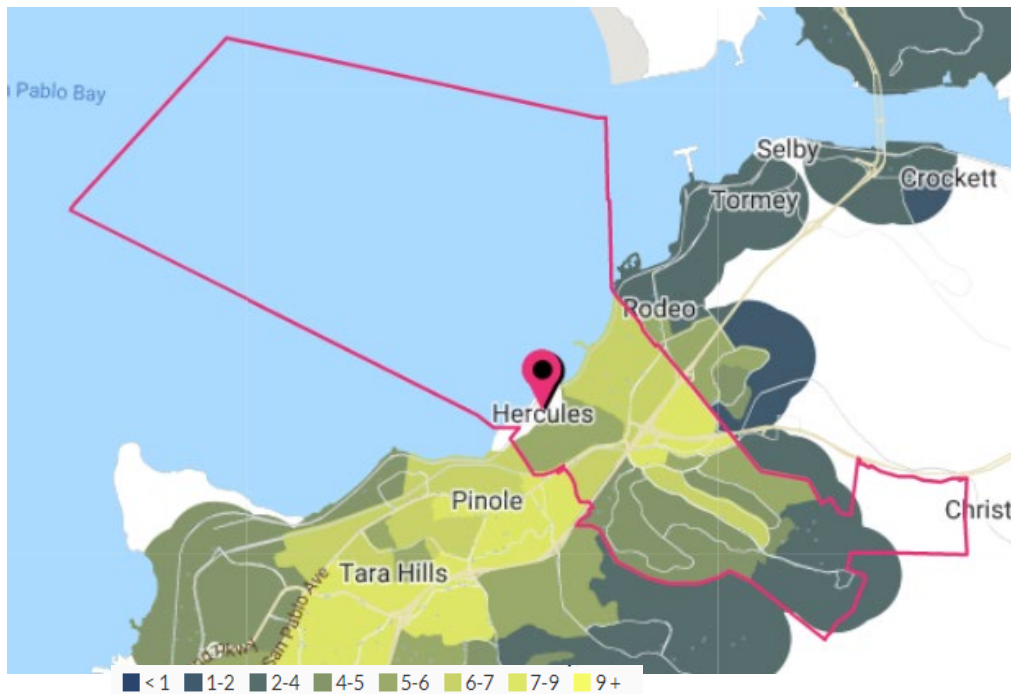 Pablo Bay
Selby
Crockett
Tormey
Rodeo
Hercules
Pinole
Christ
Tara Hills
San Pablo Ave
Hwy
< 1 1-2 2-4 4-5 5-6 6-7 7-9 9 +